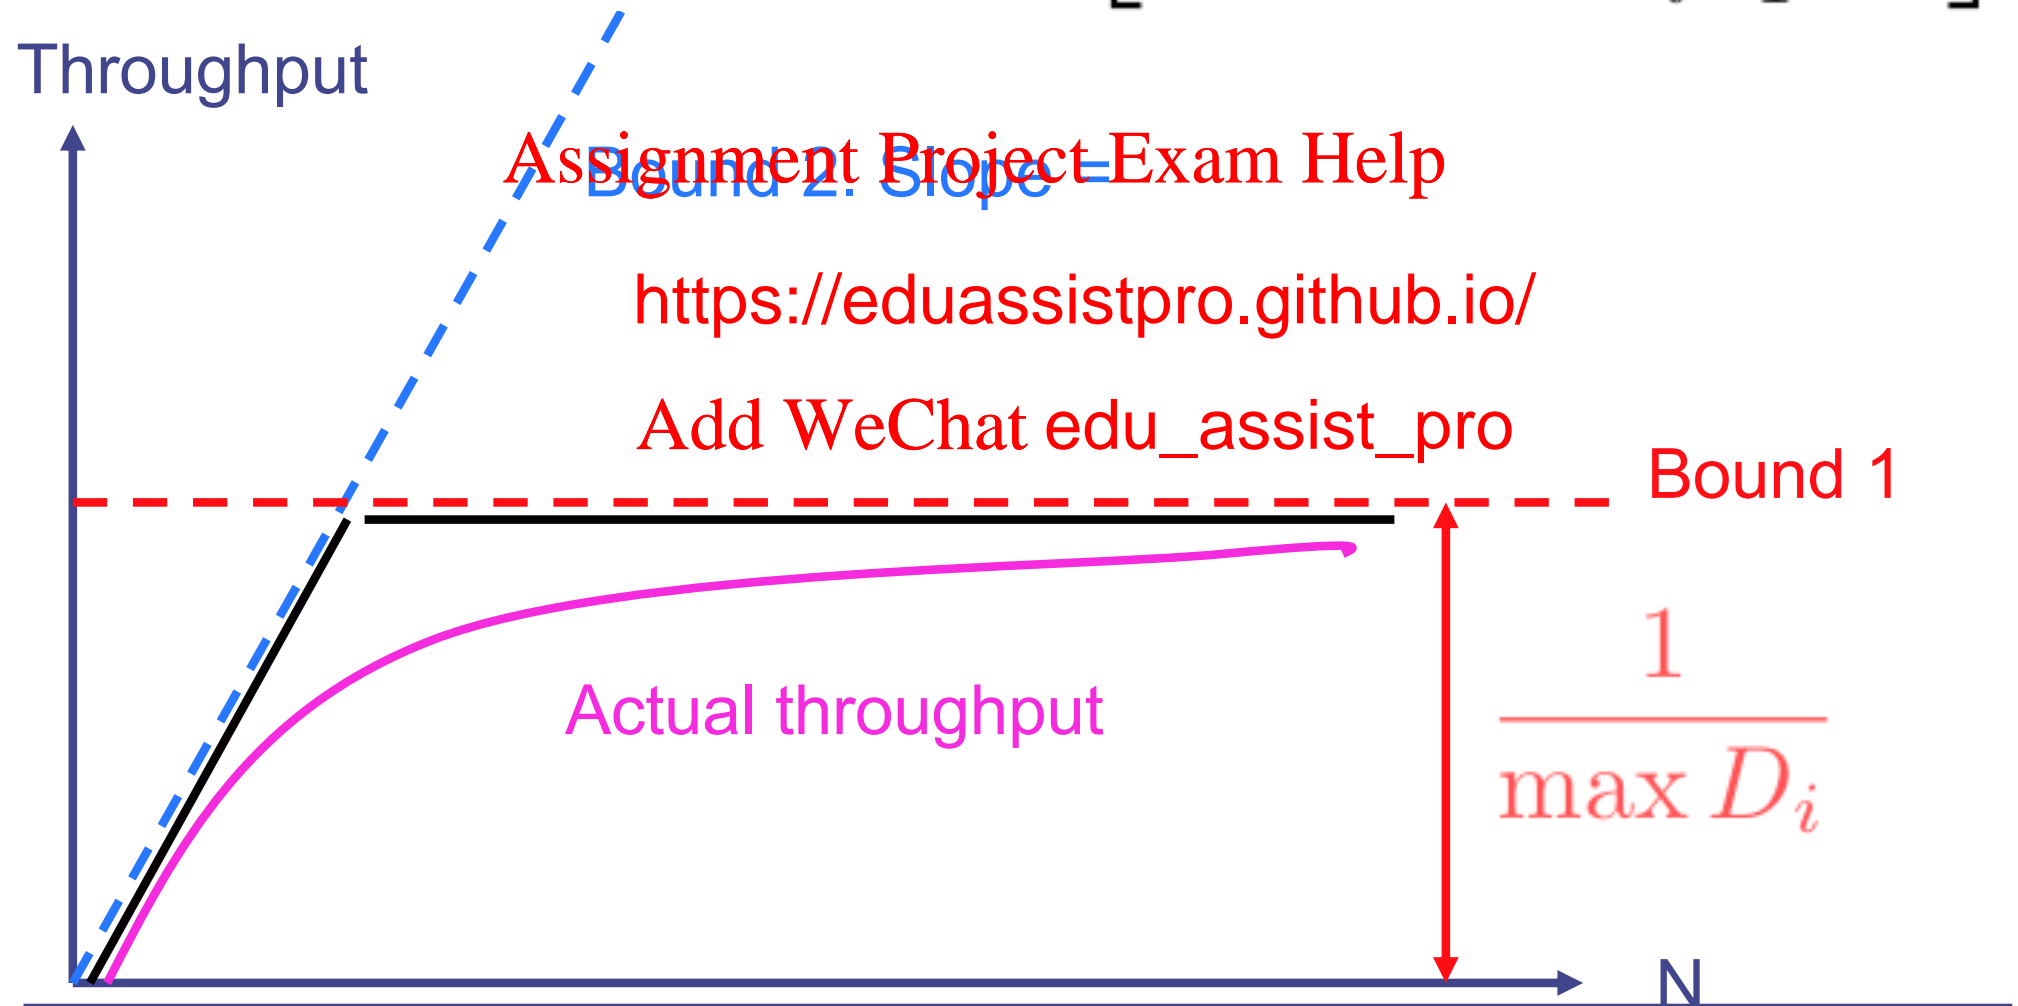 Throughput
Assignment Project Exam Help
Bound 2: Slope =
https://eduassistpro.github.io/
Add WeChat edu_assist_pro
Bound 1
Actual throughput
1
max D_i
N